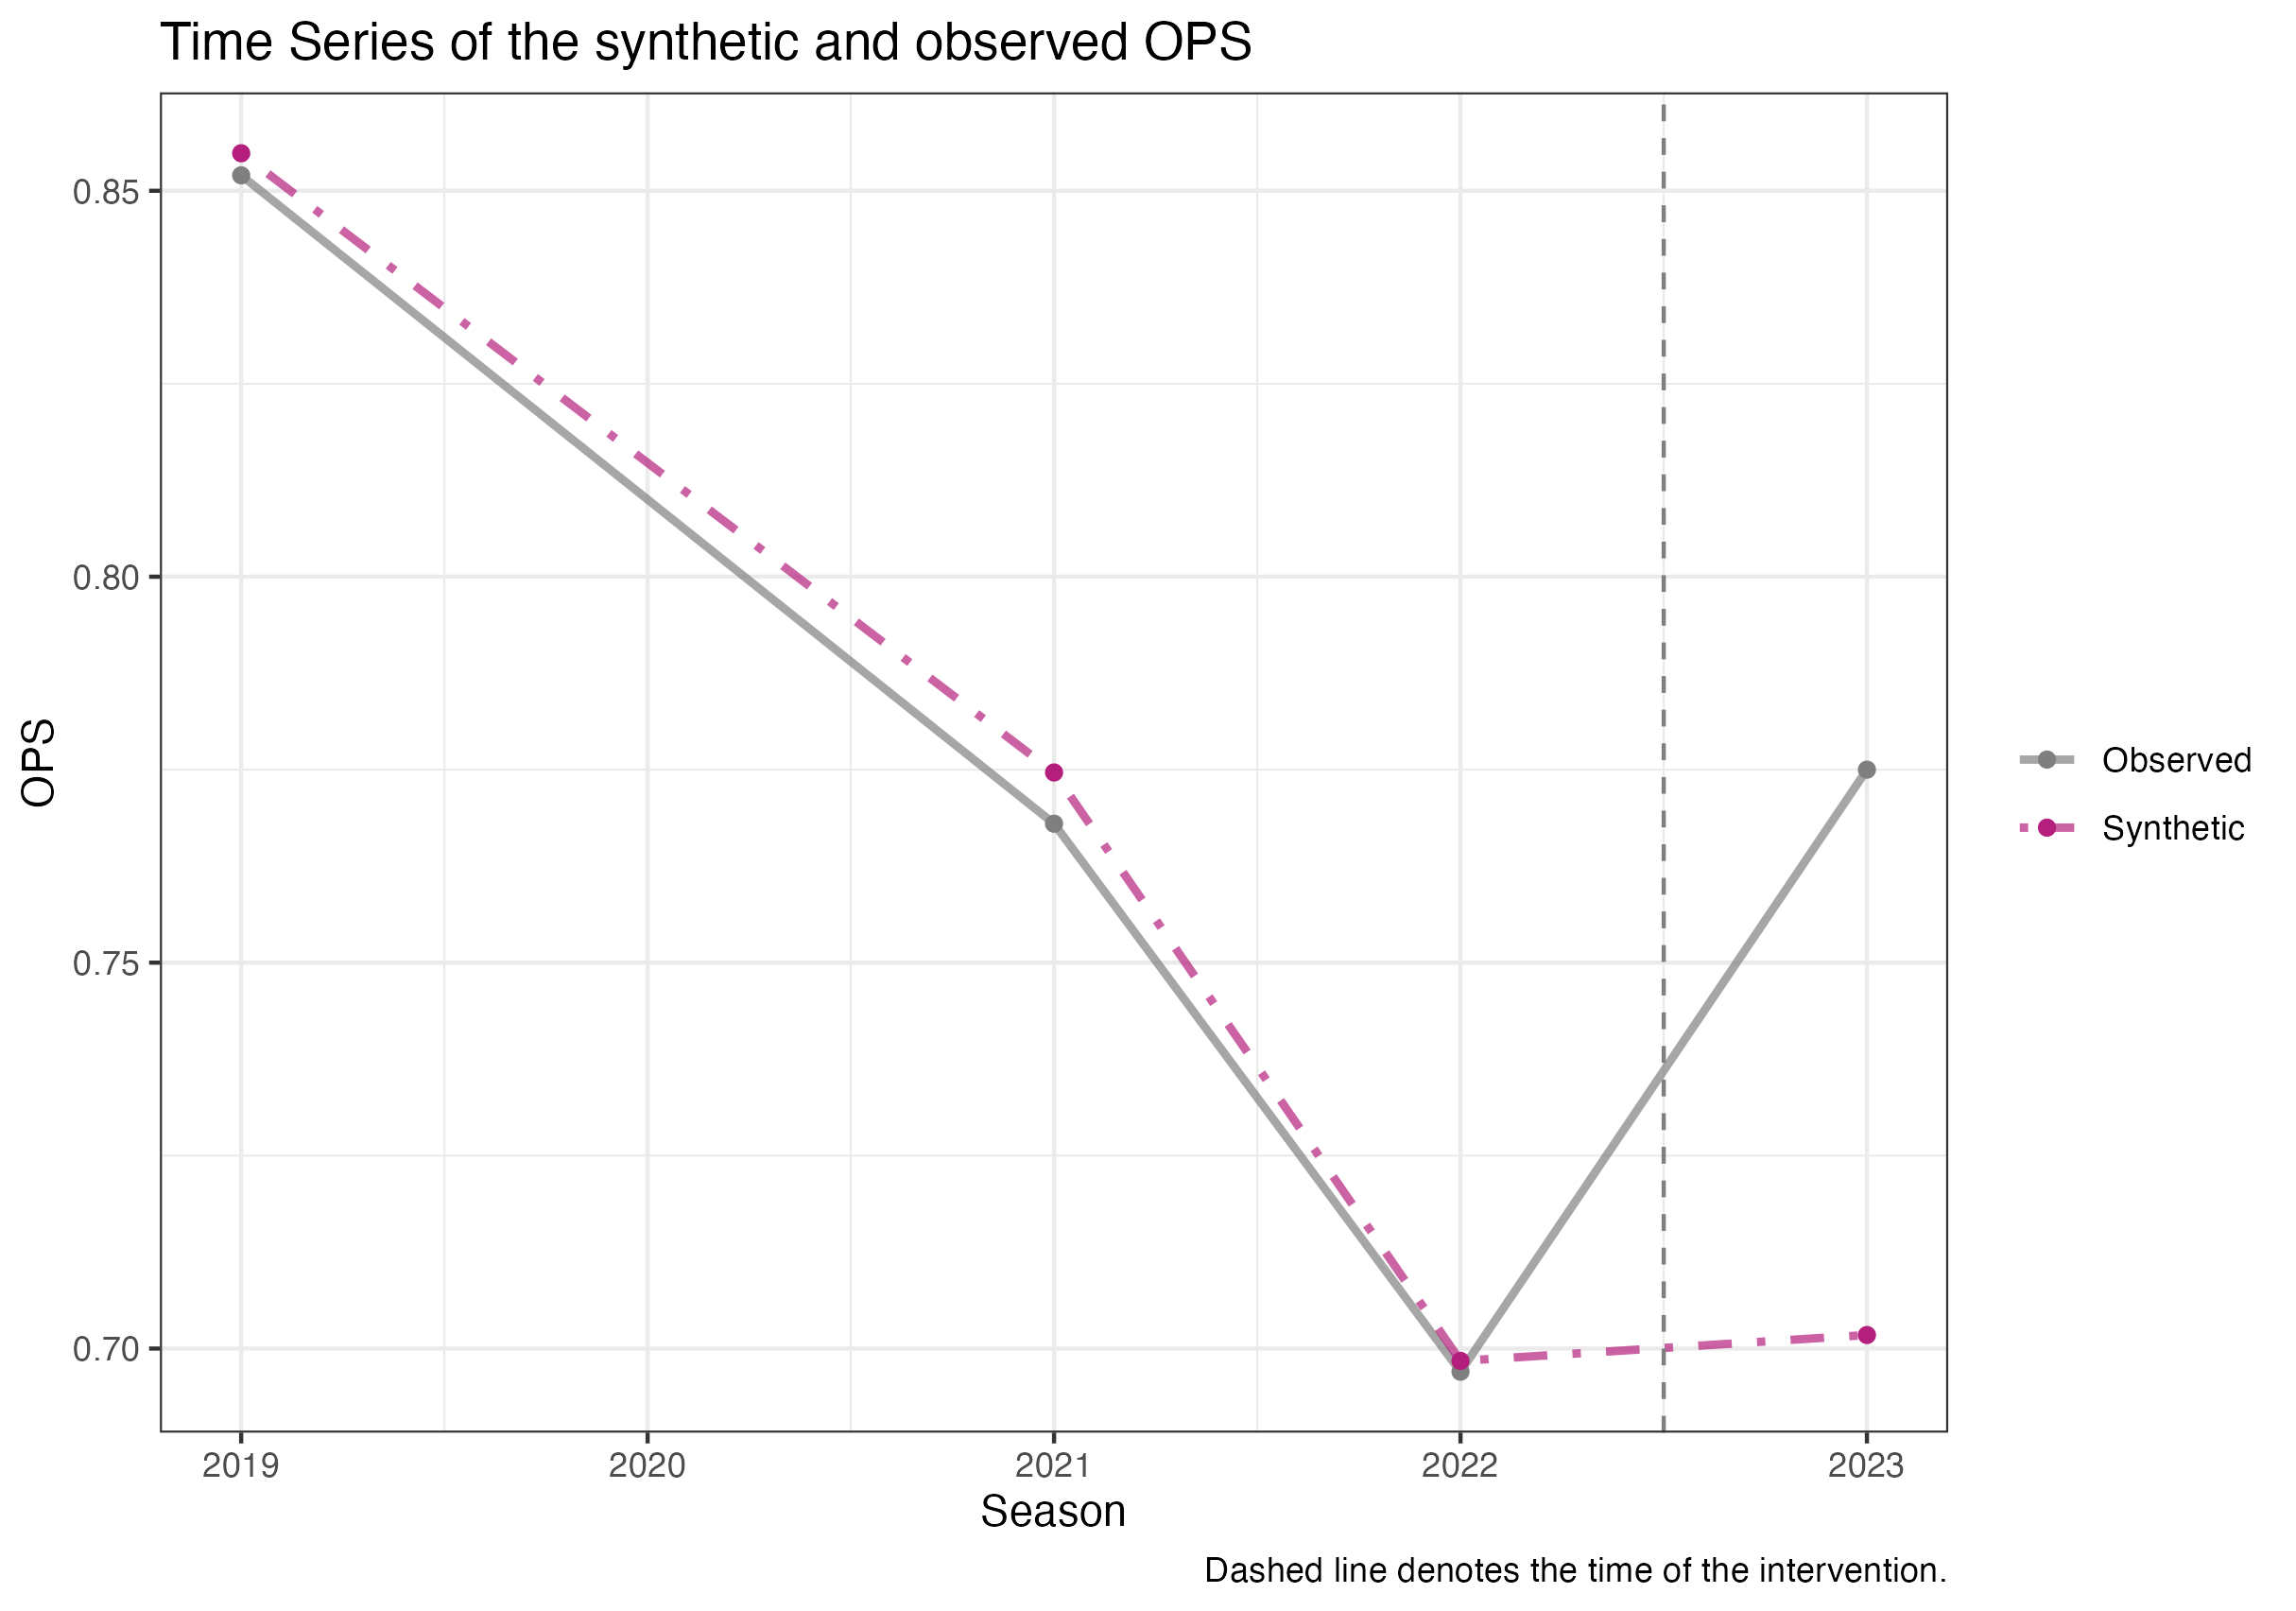 Time Series of the synthetic and observed OPS
OPS
0.85
0.80
0.75
0.70
2019 2020 2021 2022 2023
Season
Observed
Synthetic
Dashed line denotes the time of the intervention.